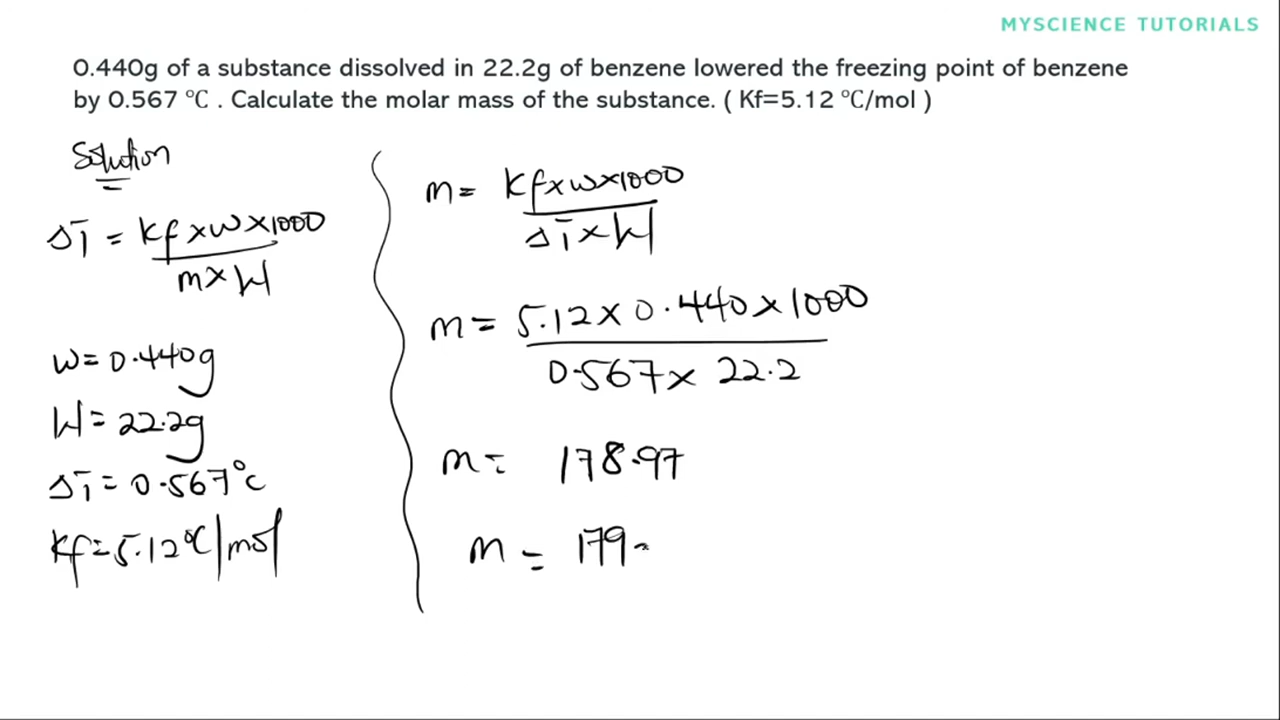 MYSCIENCE TUTORIALS
0.440g of a substance dissolved in 22.2g of benzene lowered the freezing point of benzene
by 0.567 °C . Calculate the molar mass of the substance. ( Kf=5.12 °C/mol )
Solution
ΔT = Kf×w×1000
m×W
w=0.440g
W=22.2g
ΔT=0.567°C
Kf=5.12°C/mol
m= Kf×w×1000
ΔT×W
m= 5.12×0.440×1000
0.567× 22.2
m= 178.97
m= 179